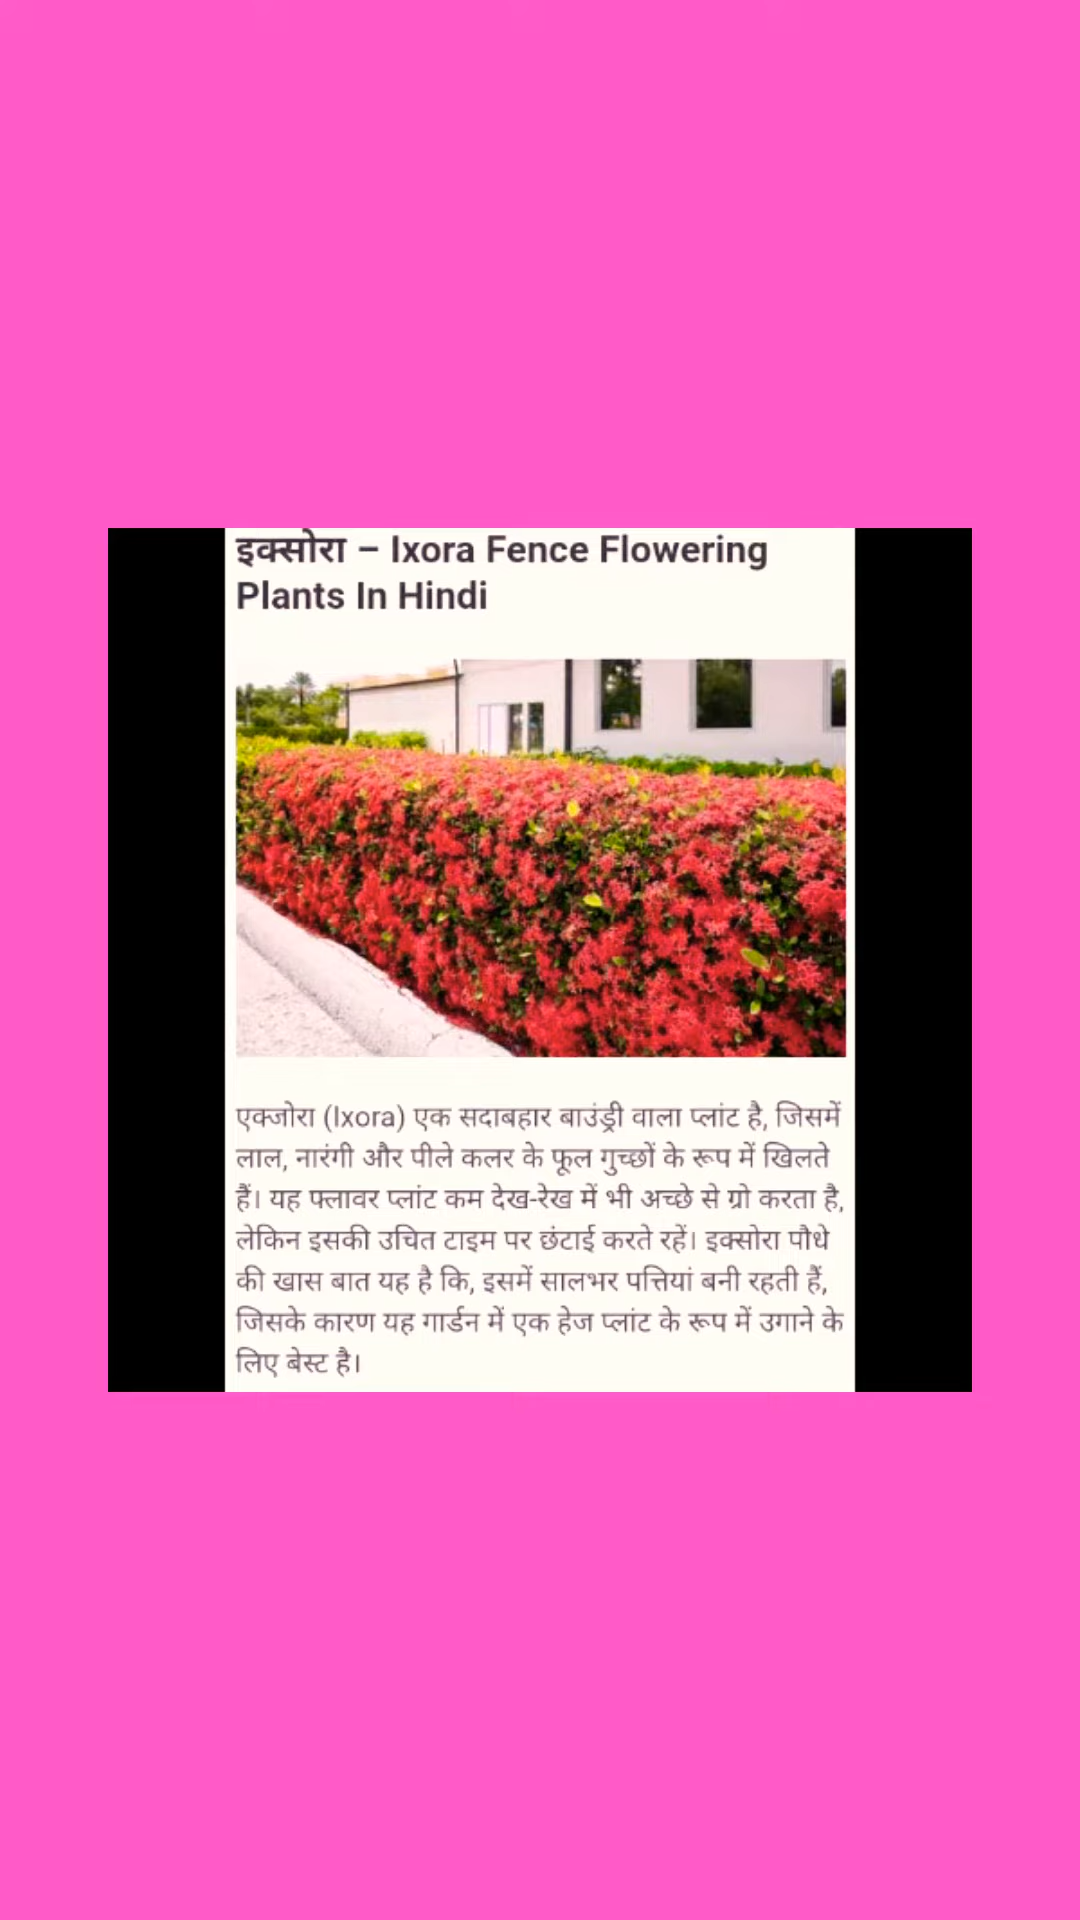 इक्सोरा – Ixora Fence Flowering
Plants In Hindi
एक्जोरा (Ixora) एक सदाबहार बाउंड्री वाला प्लांट है, जिसमें
लाल, नारंगी और पीले कलर के फूल गुच्छों के रूप में खिलते
हैं। यह फ्लावर प्लांट कम देख-रेख में भी अच्छे से ग्रो करता है,
लेकिन इसकी उचित टाइम पर छंटाई करते रहें। इक्सोरा पौधे
की खास बात यह है कि, इसमें सालभर पत्तियां बनी रहती हैं,
जिसके कारण यह गार्डन में एक हेज प्लांट के रूप में उगाने के
लिए बेस्ट है।